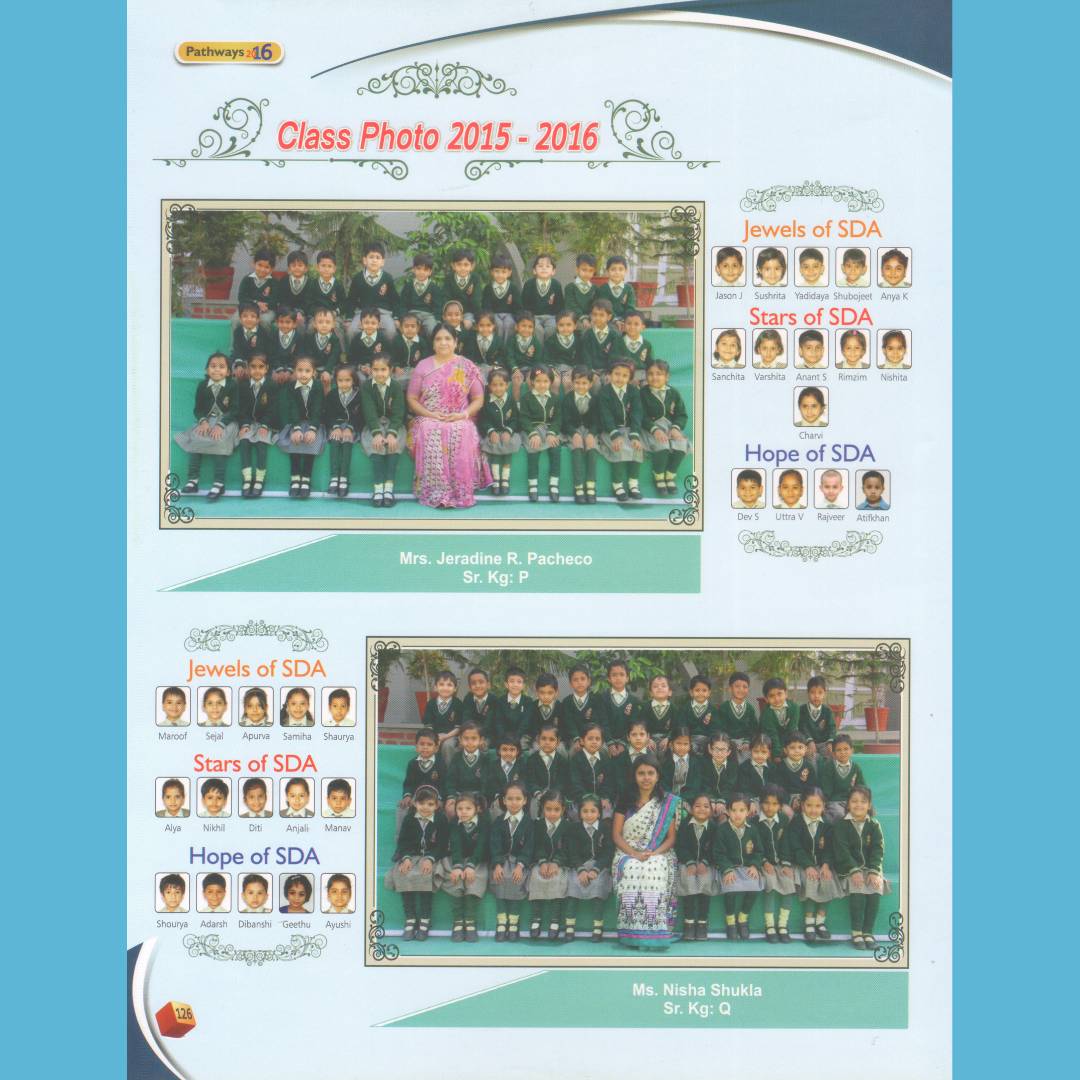 Pathways 2016
Class Photo 2015 - 2016
Jewels of SDA
Jason J Sushrita Yadidaya Shubojeet Anya K
Stars of SDA
Sanchita Varshita Anant S Rimzim Nishita
Charvi
Hope of SDA
Dev S Uttra V Rajveer Atifkhan
Mrs. Jeradine R. Pacheco
Sr. Kg: P
Jewels of SDA
Maroof Sejal Apurva Samiha Shaurya
Stars of SDA
Alya Nikhil Diti Anjali Manav
Hope of SDA
Shourya Adarsh Dibanshi Geethu Ayushi
Ms. Nisha Shukla
Sr. Kg: Q
126